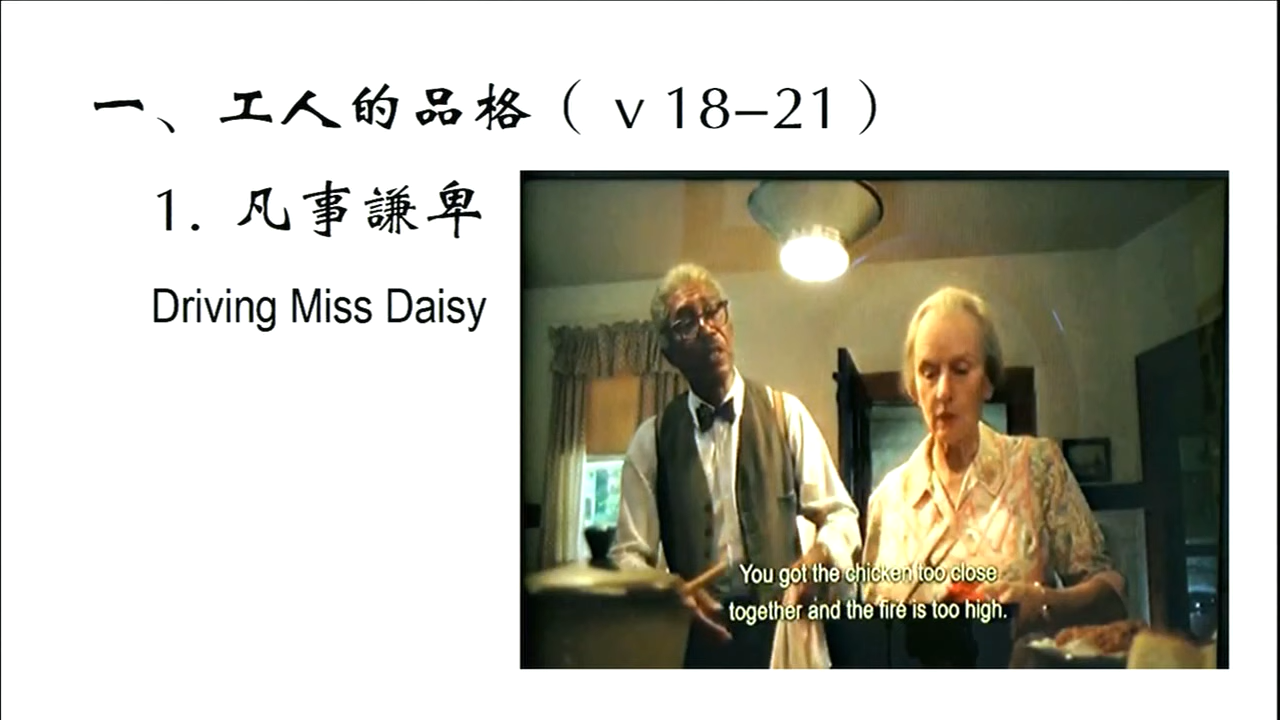 一、工人的品格（ v 18–21 ）
1. 凡事謙卑
Driving Miss Daisy
You got the chicken too close
together and the fire is too high.